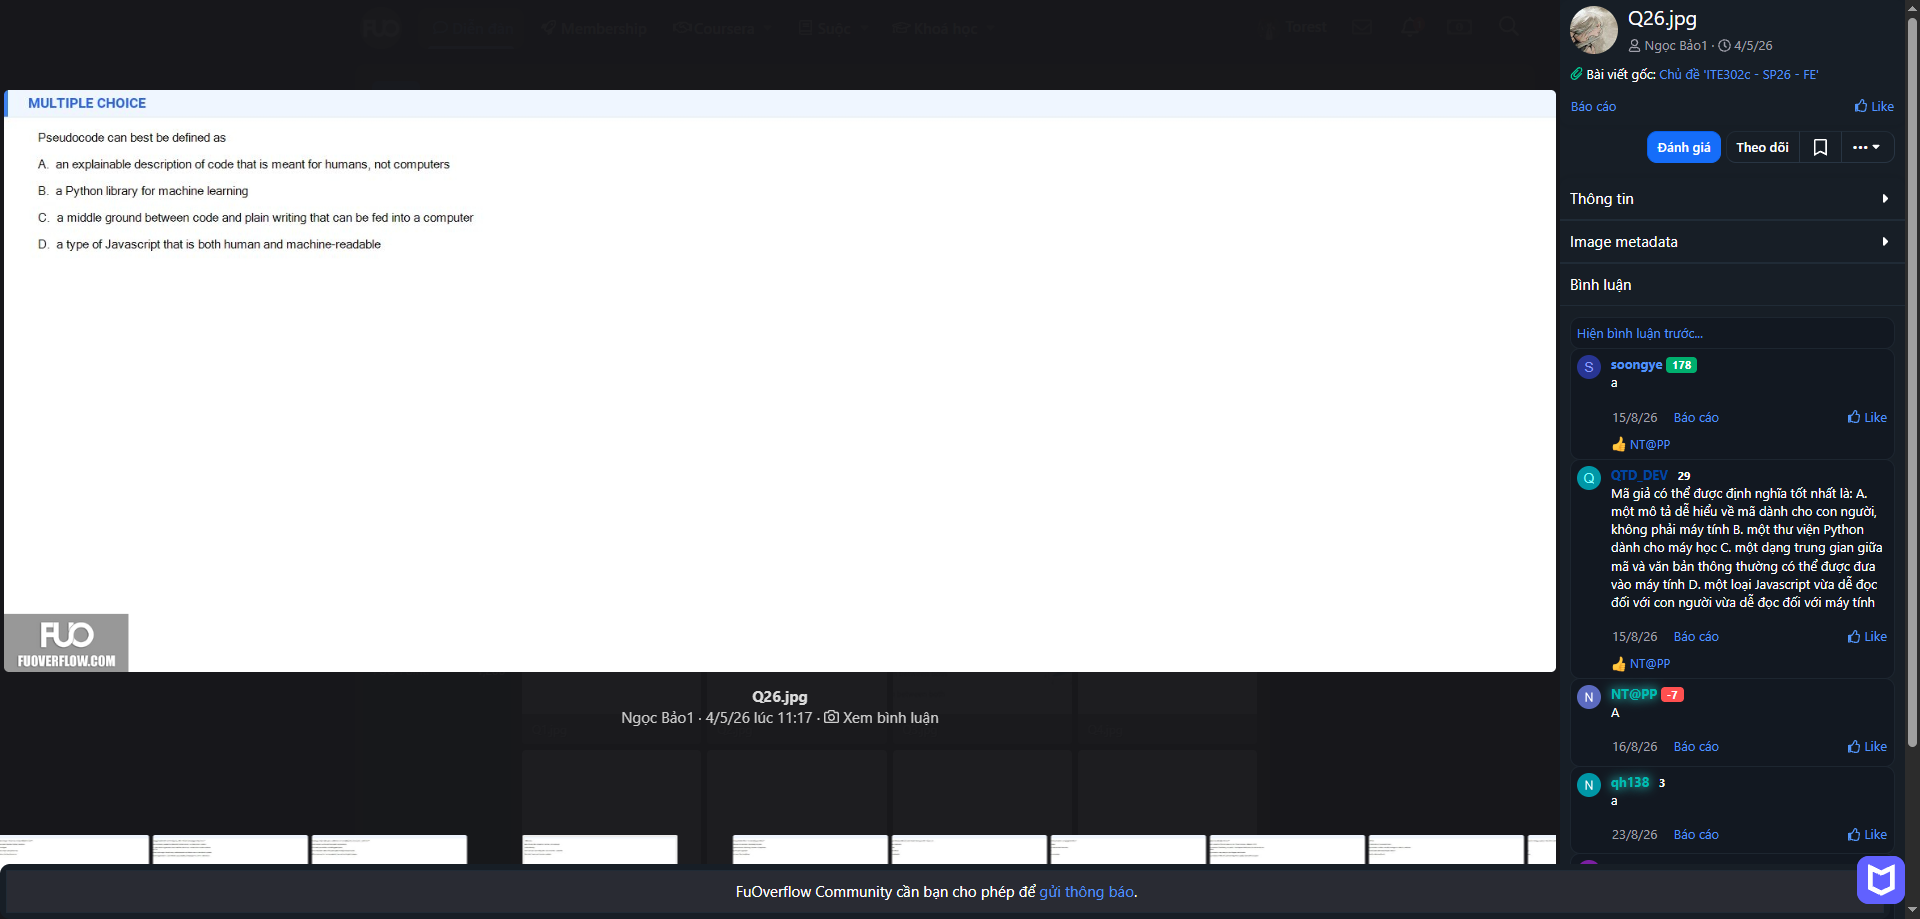 FUO
Membership
Coursera
Suốc
Khoá học
Torest
MULTIPLE CHOICE
Pseudocode can best be defined as
A. an explainable description of code that is meant for humans, not computers
B. a Python library for machine learning
C. a middle ground between code and plain writing that can be fed into a computer
D. a type of Javascript that is both human and machine-readable
FUO
FUOVERFLOW.COM
Q26.jpg
Ngọc Bảo1 · 4/5/26 lúc 11:17 · Xem bình luận
Q26.jpg
Ngọc Bảo1 · 4/5/26
Bài viết gốc: Chủ đề 'ITE302c - SP26 - FE'
Báo cáo
Like
Đánh giá
Theo dõi
Thông tin
Image metadata
Bình luận
Hiện bình luận trước...
S
soongye 178
a
15/8/26 Báo cáo Like
NT@PP
Q
QTD_DEV 29
Mã giả có thể được định nghĩa tốt nhất là: A.
một mô tả dễ hiểu về mã dành cho con người,
không phải máy tính B. một thư viện Python
dành cho máy học C. một dạng trung gian giữa
mã và văn bản thông thường có thể được đưa
vào máy tính D. một loại Javascript vừa dễ đọc
đối với con người vừa dễ đọc đối với máy tính
15/8/26 Báo cáo Like
NT@PP
N
NT@PP -7
A
16/8/26 Báo cáo Like
N
qh138 3
a
23/8/26 Báo cáo Like
FuOverflow Community cần bạn cho phép để gửi thông báo.